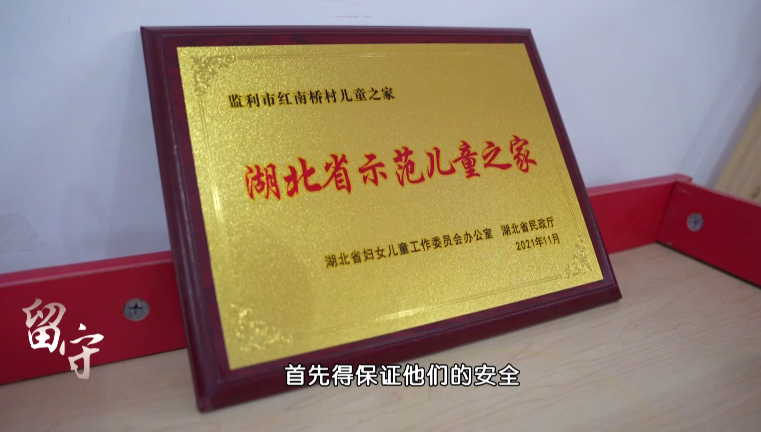 监利市红南桥村儿童之家
湖北省示范儿童之家
湖北省妇女儿童工作委员会办公室 湖北省民政厅
2021年11月
留守
首先得保证他们的安全